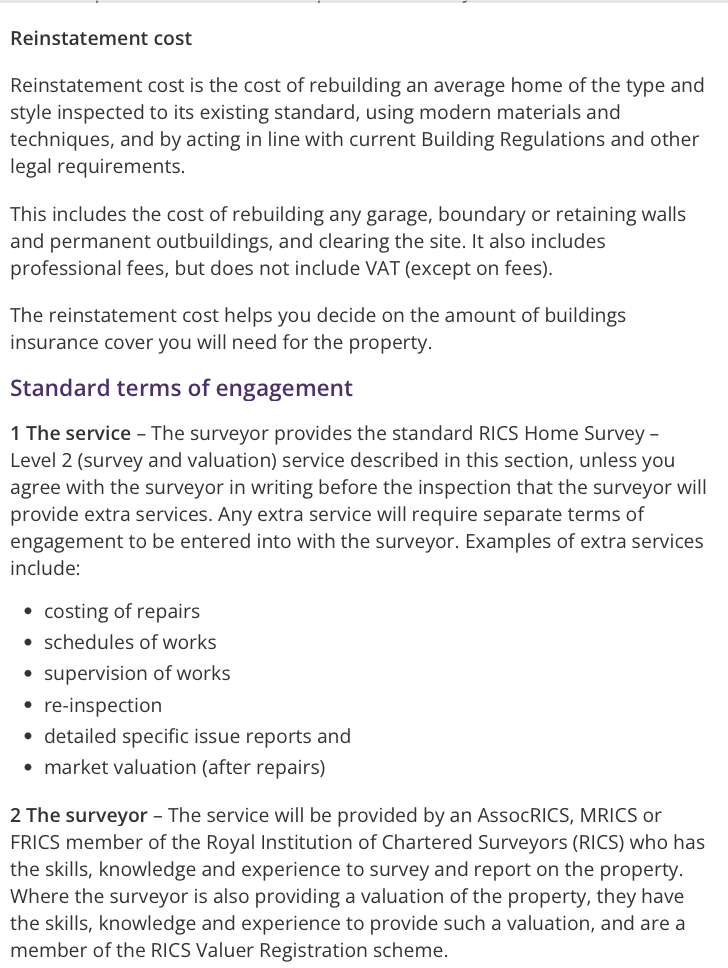 Reinstatement cost
Reinstatement cost is the cost of rebuilding an average home of the type and
style inspected to its existing standard, using modern materials and
techniques, and by acting in line with current Building Regulations and other
legal requirements.
This includes the cost of rebuilding any garage, boundary or retaining walls
and permanent outbuildings, and clearing the site. It also includes
professional fees, but does not include VAT (except on fees).
The reinstatement cost helps you decide on the amount of buildings
insurance cover you will need for the property.
Standard terms of engagement
1 The service – The surveyor provides the standard RICS Home Survey –
Level 2 (survey and valuation) service described in this section, unless you
agree with the surveyor in writing before the inspection that the surveyor will
provide extra services. Any extra service will require separate terms of
engagement to be entered into with the surveyor. Examples of extra services
include:
• costing of repairs
• schedules of works
• supervision of works
• re-inspection
• detailed specific issue reports and
• market valuation (after repairs)
2 The surveyor – The service will be provided by an AssocRICS, MRICS or
FRICS member of the Royal Institution of Chartered Surveyors (RICS) who has
the skills, knowledge and experience to survey and report on the property.
Where the surveyor is also providing a valuation of the property, they have
the skills, knowledge and experience to provide such a valuation, and are a
member of the RICS Valuer Registration scheme.